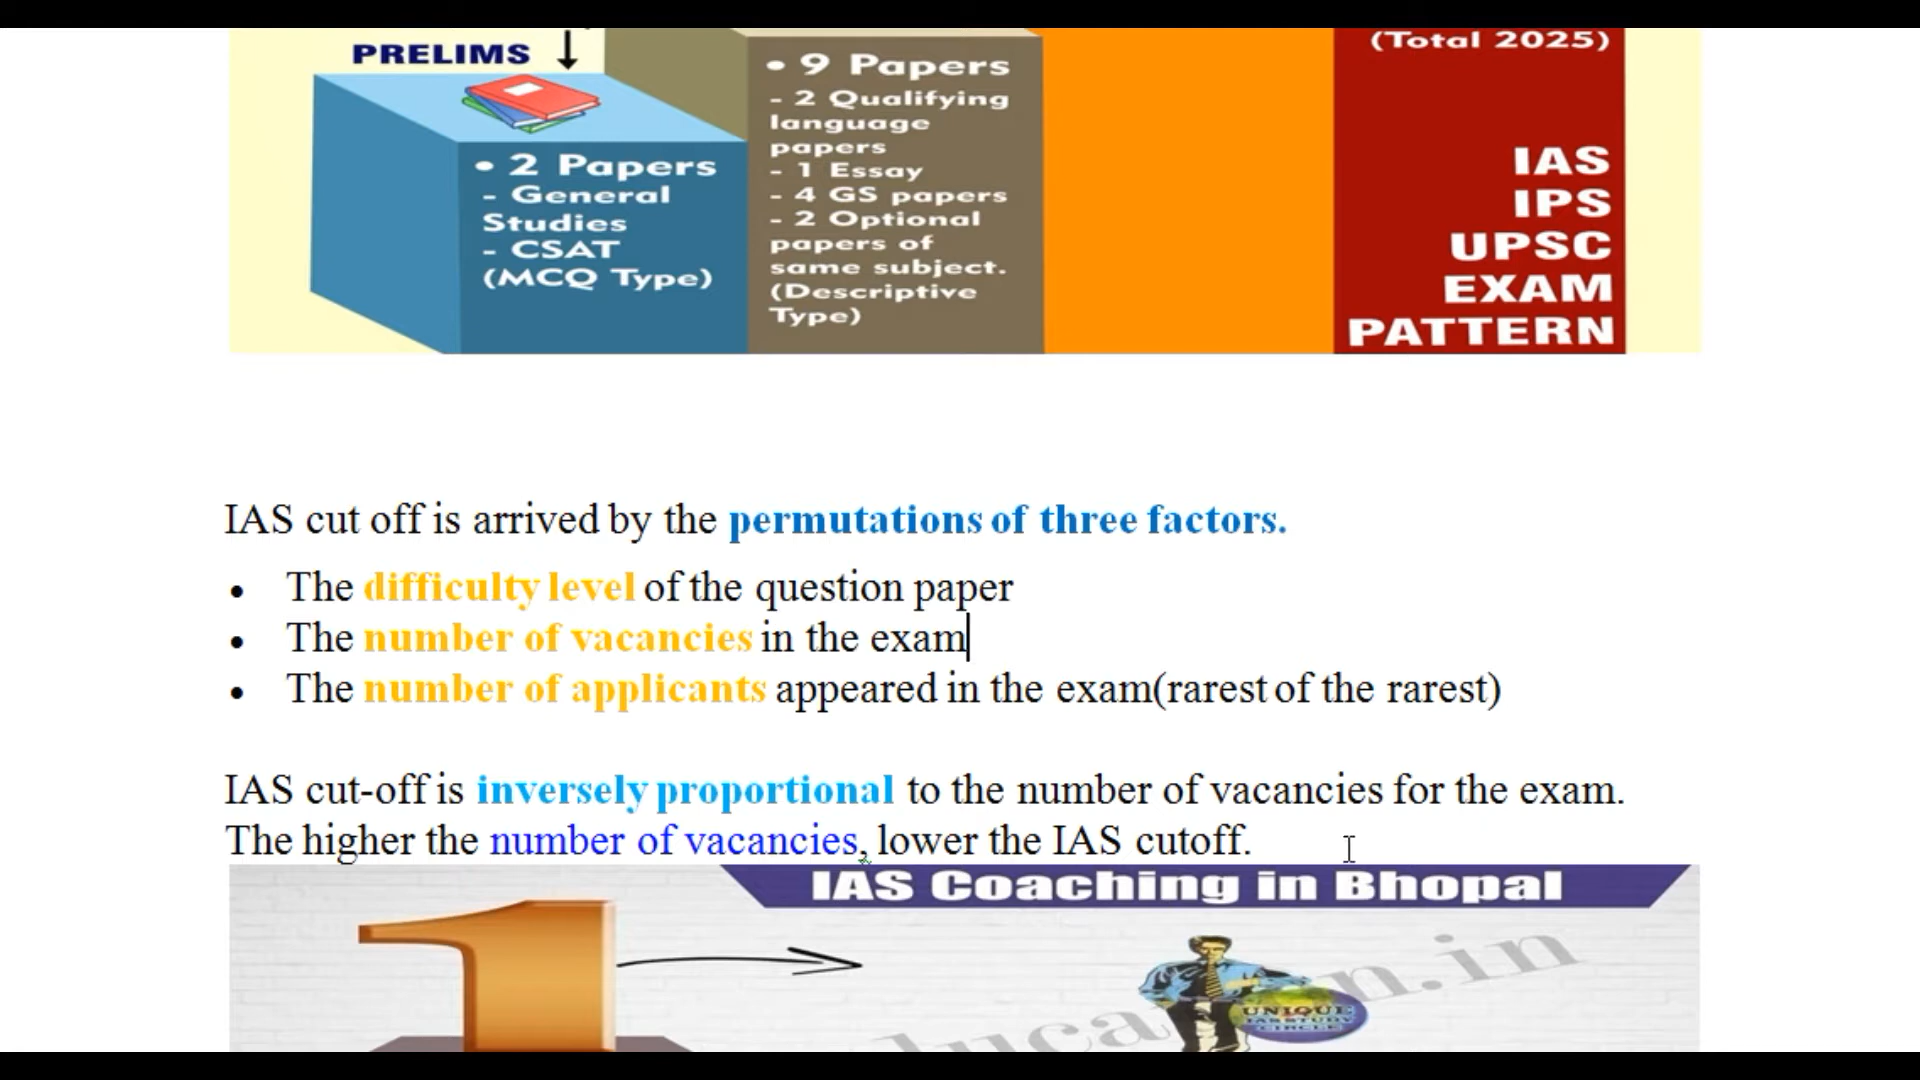 PRELIMS
• 2 Papers
- General
Studies
- CSAT
(MCQ Type)
• 9 Papers
- 2 Qualifying
language
papers
- 1 Essay
- 4 GS papers
- 2 Optional
papers of
same subject.
(Descriptive
Type)
(Total 2025)
IAS
IPS
UPSC
EXAM
PATTERN
IAS cut off is arrived by the permutations of three factors.
• The difficulty level of the question paper
• The number of vacancies in the exam
• The number of applicants appeared in the exam(rarest of the rarest)
IAS cut-off is inversely proportional to the number of vacancies for the exam.
The higher the number of vacancies, lower the IAS cutoff.
IAS Coaching in Bhopal
1
UNIQUE
IAS STUDY
CIRCLE